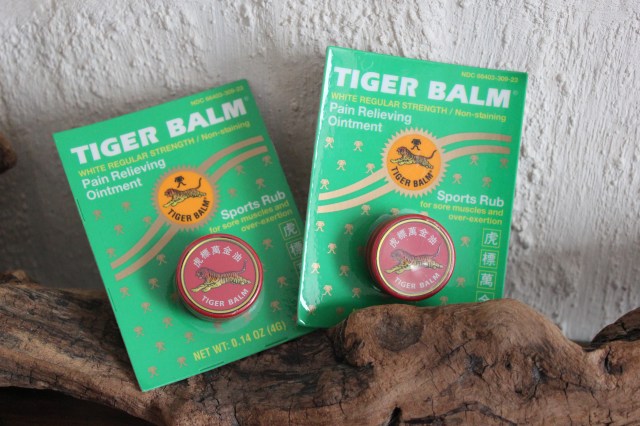 TIGER BALM®
WHITE REGULAR STRENGTH / Non-staining
Pain Relieving
Ointment
TIGER BALM
Sports Rub
for sore muscles and
over-exertion
虎標萬金油
TIGER BALM
NET WT: 0.14 OZ (4G)
TIGER BALM®
WHITE REGULAR STRENGTH / Non-staining
Pain Relieving
Ointment
TIGER BALM
Sports Rub
for sore muscles and
over-exertion
虎
標
萬
金
虎標萬金油
TIGER BALM